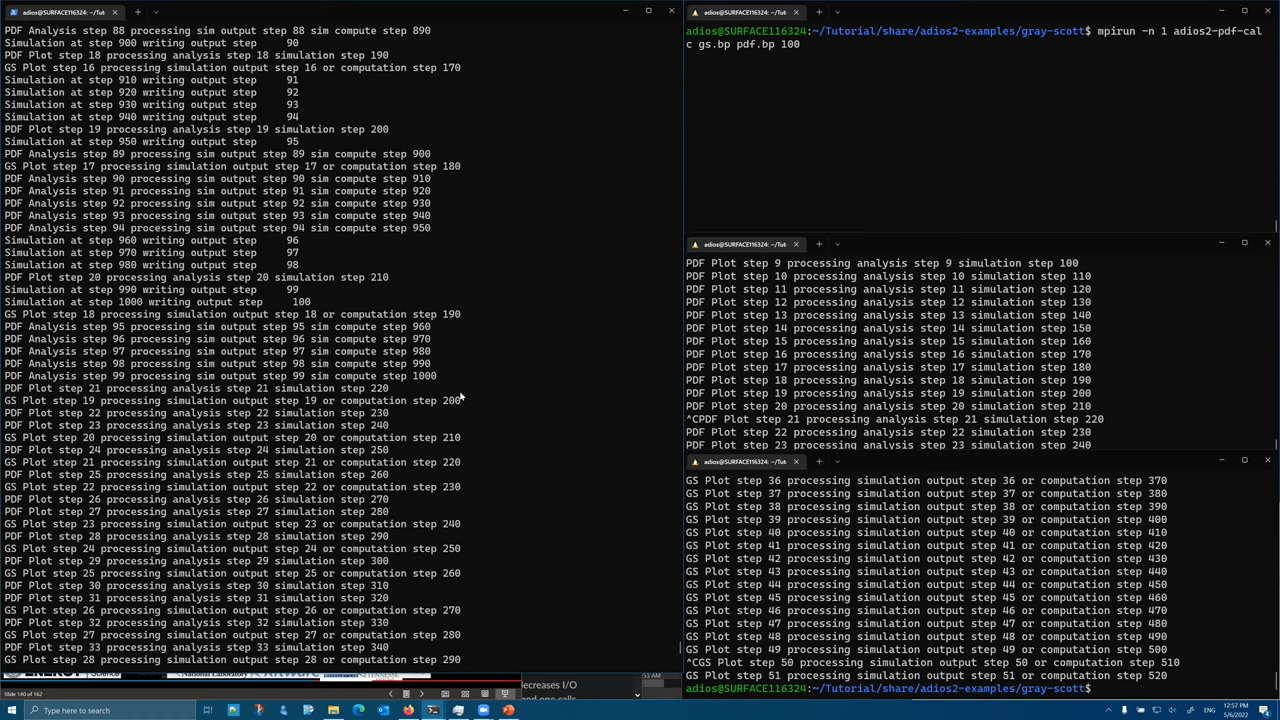 adios@SURFACE116324: ~/Tut
PDF Analysis step 88 processing sim output step 88 sim compute step 890
Simulation at step 900 writing output step     90
PDF Plot step 18 processing analysis step 18 simulation step 190
GS Plot step 16 processing simulation output step 16 or computation step 170
Simulation at step 910 writing output step     91
Simulation at step 920 writing output step     92
Simulation at step 930 writing output step     93
Simulation at step 940 writing output step     94
PDF Plot step 19 processing analysis step 19 simulation step 200
Simulation at step 950 writing output step     95
PDF Analysis step 89 processing sim output step 89 sim compute step 900
GS Plot step 17 processing simulation output step 17 or computation step 180
PDF Analysis step 90 processing sim output step 90 sim compute step 910
PDF Analysis step 91 processing sim output step 91 sim compute step 920
PDF Analysis step 92 processing sim output step 92 sim compute step 930
PDF Analysis step 93 processing sim output step 93 sim compute step 940
PDF Analysis step 94 processing sim output step 94 sim compute step 950
Simulation at step 960 writing output step     96
Simulation at step 970 writing output step     97
Simulation at step 980 writing output step     98
PDF Plot step 20 processing analysis step 20 simulation step 210
Simulation at step 990 writing output step     99
Simulation at step 1000 writing output step     100
GS Plot step 18 processing simulation output step 18 or computation step 190
PDF Analysis step 95 processing sim output step 95 sim compute step 960
PDF Analysis step 96 processing sim output step 96 sim compute step 970
PDF Analysis step 97 processing sim output step 97 sim compute step 980
PDF Analysis step 98 processing sim output step 98 sim compute step 990
PDF Analysis step 99 processing sim output step 99 sim compute step 1000
PDF Plot step 21 processing analysis step 21 simulation step 220
GS Plot step 19 processing simulation output step 19 or computation step 200
PDF Plot step 22 processing analysis step 22 simulation step 230
PDF Plot step 23 processing analysis step 23 simulation step 240
GS Plot step 20 processing simulation output step 20 or computation step 210
PDF Plot step 24 processing analysis step 24 simulation step 250
GS Plot step 21 processing simulation output step 21 or computation step 220
PDF Plot step 25 processing analysis step 25 simulation step 260
GS Plot step 22 processing simulation output step 22 or computation step 230
PDF Plot step 26 processing analysis step 26 simulation step 270
PDF Plot step 27 processing analysis step 27 simulation step 280
GS Plot step 23 processing simulation output step 23 or computation step 240
PDF Plot step 28 processing analysis step 28 simulation step 290
GS Plot step 24 processing simulation output step 24 or computation step 250
PDF Plot step 29 processing analysis step 29 simulation step 300
GS Plot step 25 processing simulation output step 25 or computation step 260
PDF Plot step 30 processing analysis step 30 simulation step 310
PDF Plot step 31 processing analysis step 31 simulation step 320
GS Plot step 26 processing simulation output step 26 or computation step 270
PDF Plot step 32 processing analysis step 32 simulation step 330
GS Plot step 27 processing simulation output step 27 or computation step 280
PDF Plot step 33 processing analysis step 33 simulation step 340
GS Plot step 28 processing simulation output step 28 or computation step 290
adios@SURFACE116324: ~/Tut
adios@SURFACE116324:~/Tutorial/share/adios2-examples/gray-scott$ mpirun -n 1 adios2-pdf-cal
c gs.bp pdf.bp 100
adios@SURFACE116324: ~/Tut
PDF Plot step 9 processing analysis step 9 simulation step 100
PDF Plot step 10 processing analysis step 10 simulation step 110
PDF Plot step 11 processing analysis step 11 simulation step 120
PDF Plot step 12 processing analysis step 12 simulation step 130
PDF Plot step 13 processing analysis step 13 simulation step 140
PDF Plot step 14 processing analysis step 14 simulation step 150
PDF Plot step 15 processing analysis step 15 simulation step 160
PDF Plot step 16 processing analysis step 16 simulation step 170
PDF Plot step 17 processing analysis step 17 simulation step 180
PDF Plot step 18 processing analysis step 18 simulation step 190
PDF Plot step 19 processing analysis step 19 simulation step 200
PDF Plot step 20 processing analysis step 20 simulation step 210
^CPDF Plot step 21 processing analysis step 21 simulation step 220
PDF Plot step 22 processing analysis step 22 simulation step 230
PDF Plot step 23 processing analysis step 23 simulation step 240
adios@SURFACE116324: ~/Tut
GS Plot step 36 processing simulation output step 36 or computation step 370
GS Plot step 37 processing simulation output step 37 or computation step 380
GS Plot step 38 processing simulation output step 38 or computation step 390
GS Plot step 39 processing simulation output step 39 or computation step 400
GS Plot step 40 processing simulation output step 40 or computation step 410
GS Plot step 41 processing simulation output step 41 or computation step 420
GS Plot step 42 processing simulation output step 42 or computation step 430
GS Plot step 43 processing simulation output step 43 or computation step 440
GS Plot step 44 processing simulation output step 44 or computation step 450
GS Plot step 45 processing simulation output step 45 or computation step 460
GS Plot step 46 processing simulation output step 46 or computation step 470
GS Plot step 47 processing simulation output step 47 or computation step 480
GS Plot step 48 processing simulation output step 48 or computation step 490
GS Plot step 49 processing simulation output step 49 or computation step 500
^CGS Plot step 50 processing simulation output step 50 or computation step 510
GS Plot step 51 processing simulation output step 51 or computation step 520
adios@SURFACE116324:~/Tutorial/share/adios2-examples/gray-scott$
ENERGY Science
decreases I/O
53 AM
and one calls
Slide 140 of 162
Type here to search
ENG
12:57 PM
5/6/2022